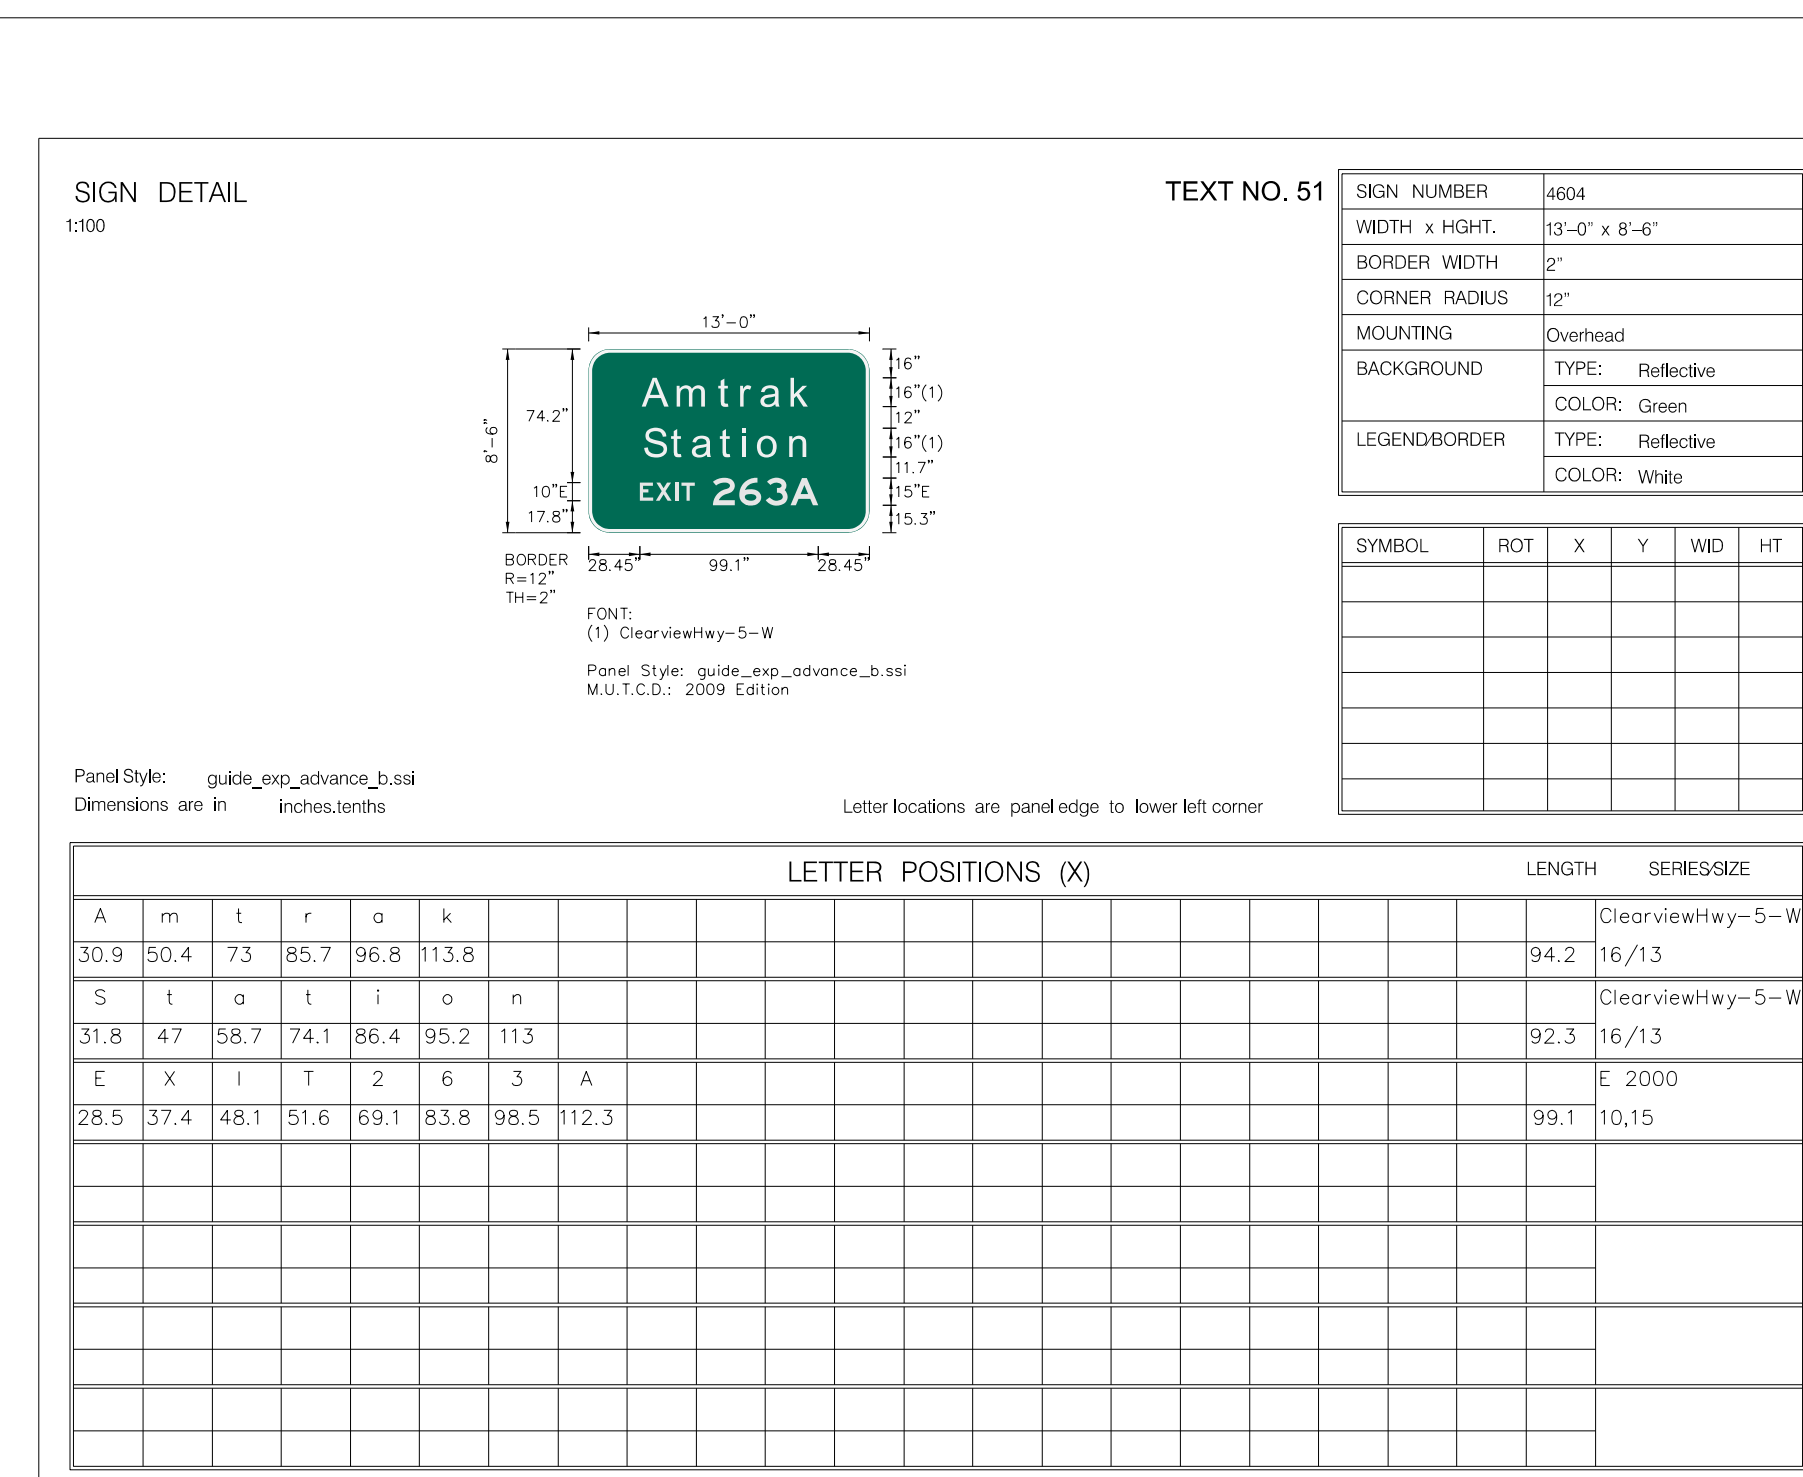 SIGN DETAIL
1:100
TEXT NO. 51
SIGN NUMBER 4604
WIDTH x HGHT. 13'–0" x 8'–6"
BORDER WIDTH 2"
CORNER RADIUS 12"
MOUNTING Overhead
BACKGROUND TYPE: Reflective
COLOR: Green
LEGEND/BORDER TYPE: Reflective
COLOR: White
SYMBOL ROT X Y WID HT
13'–0"
8'–6"
74.2"
10"E
17.8"
Amtrak
Station
EXIT 263A
16"
16"(1)
12"
16"(1)
11.7"
15"E
15.3"
28.45" 99.1" 28.45"
BORDER
R=12"
TH=2"
FONT:
(1) ClearviewHwy–5–W
Panel Style: guide_exp_advance_b.ssi
M.U.T.C.D.: 2009 Edition
Panel Style: guide_exp_advance_b.ssi
Dimensions are in inches.tenths
Letter locations are panel edge to lower left corner
LETTER POSITIONS (X) LENGTH SERIES/SIZE
A m t r a k ClearviewHwy–5–W
30.9 50.4 73 85.7 96.8 113.8 94.2 16/13
S t a t i o n ClearviewHwy–5–W
31.8 47 58.7 74.1 86.4 95.2 113 92.3 16/13
E X I T 2 6 3 A E 2000
28.5 37.4 48.1 51.6 69.1 83.8 98.5 112.3 99.1 10,15